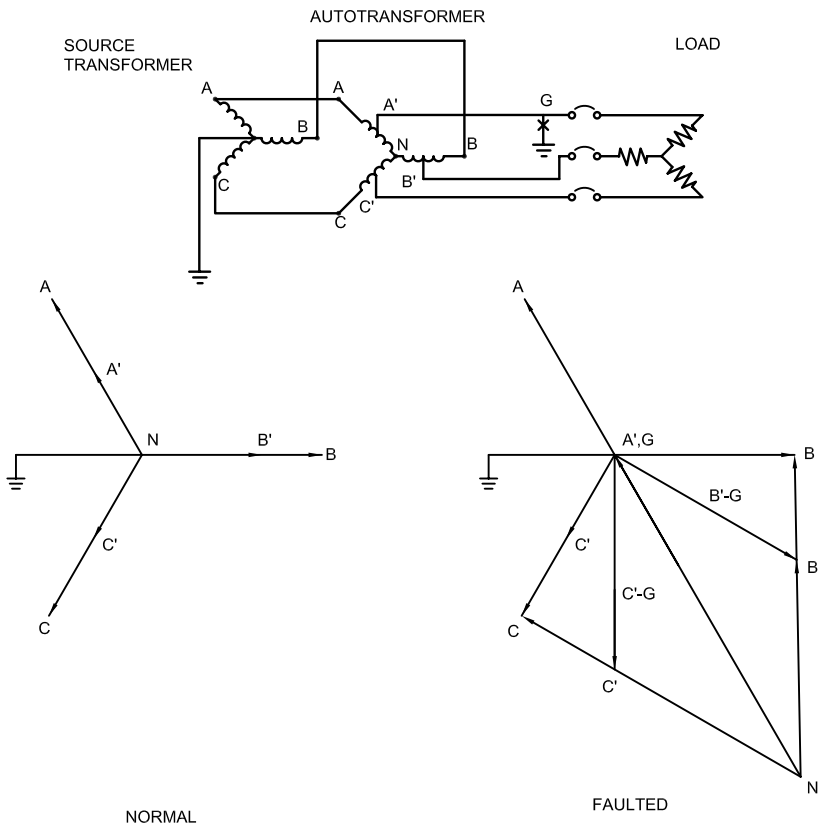 AUTOTRANSFORMER
SOURCE
TRANSFORMER
LOAD
A
A
A'
G
B
N
B
B'
C
C'
C
A
A'
N
B'
B
C'
C
NORMAL
A
A',G
B
B'-G
C'
B
C'-G
C
C'
N
FAULTED